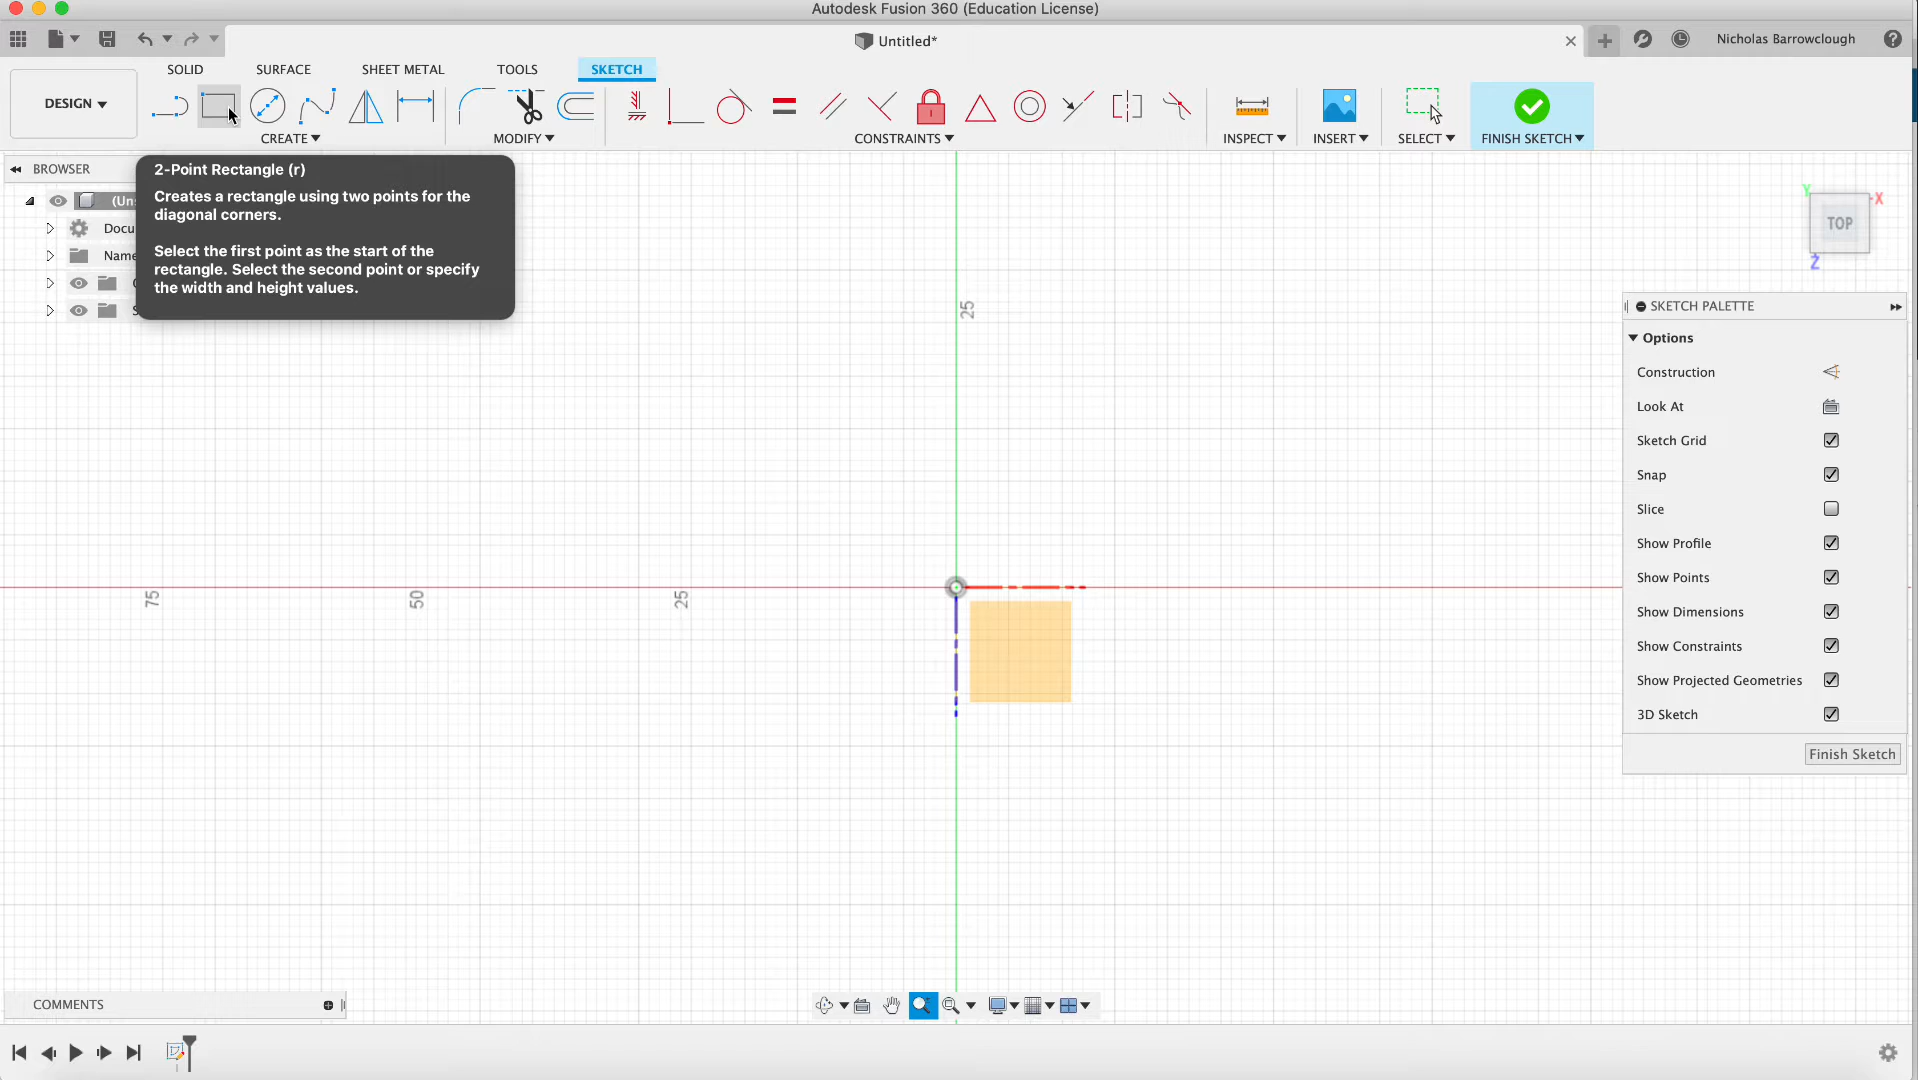 Autodesk Fusion 360 (Education License)
Untitled*
Nicholas Barrowclough
SOLID
SURFACE
SHEET METAL
TOOLS
SKETCH
DESIGN
CREATE
MODIFY
CONSTRAINTS
INSPECT
INSERT
SELECT
FINISH SKETCH
BROWSER
(Uns
Docu
Name
2-Point Rectangle (r)
Creates a rectangle using two points for the
diagonal corners.
Select the first point as the start of the
rectangle. Select the second point or specify
the width and height values.
Y
X
TOP
Z
25
75
50
25
SKETCH PALETTE
Options
Construction
Look At
Sketch Grid
Snap
Slice
Show Profile
Show Points
Show Dimensions
Show Constraints
Show Projected Geometries
3D Sketch
Finish Sketch
COMMENTS